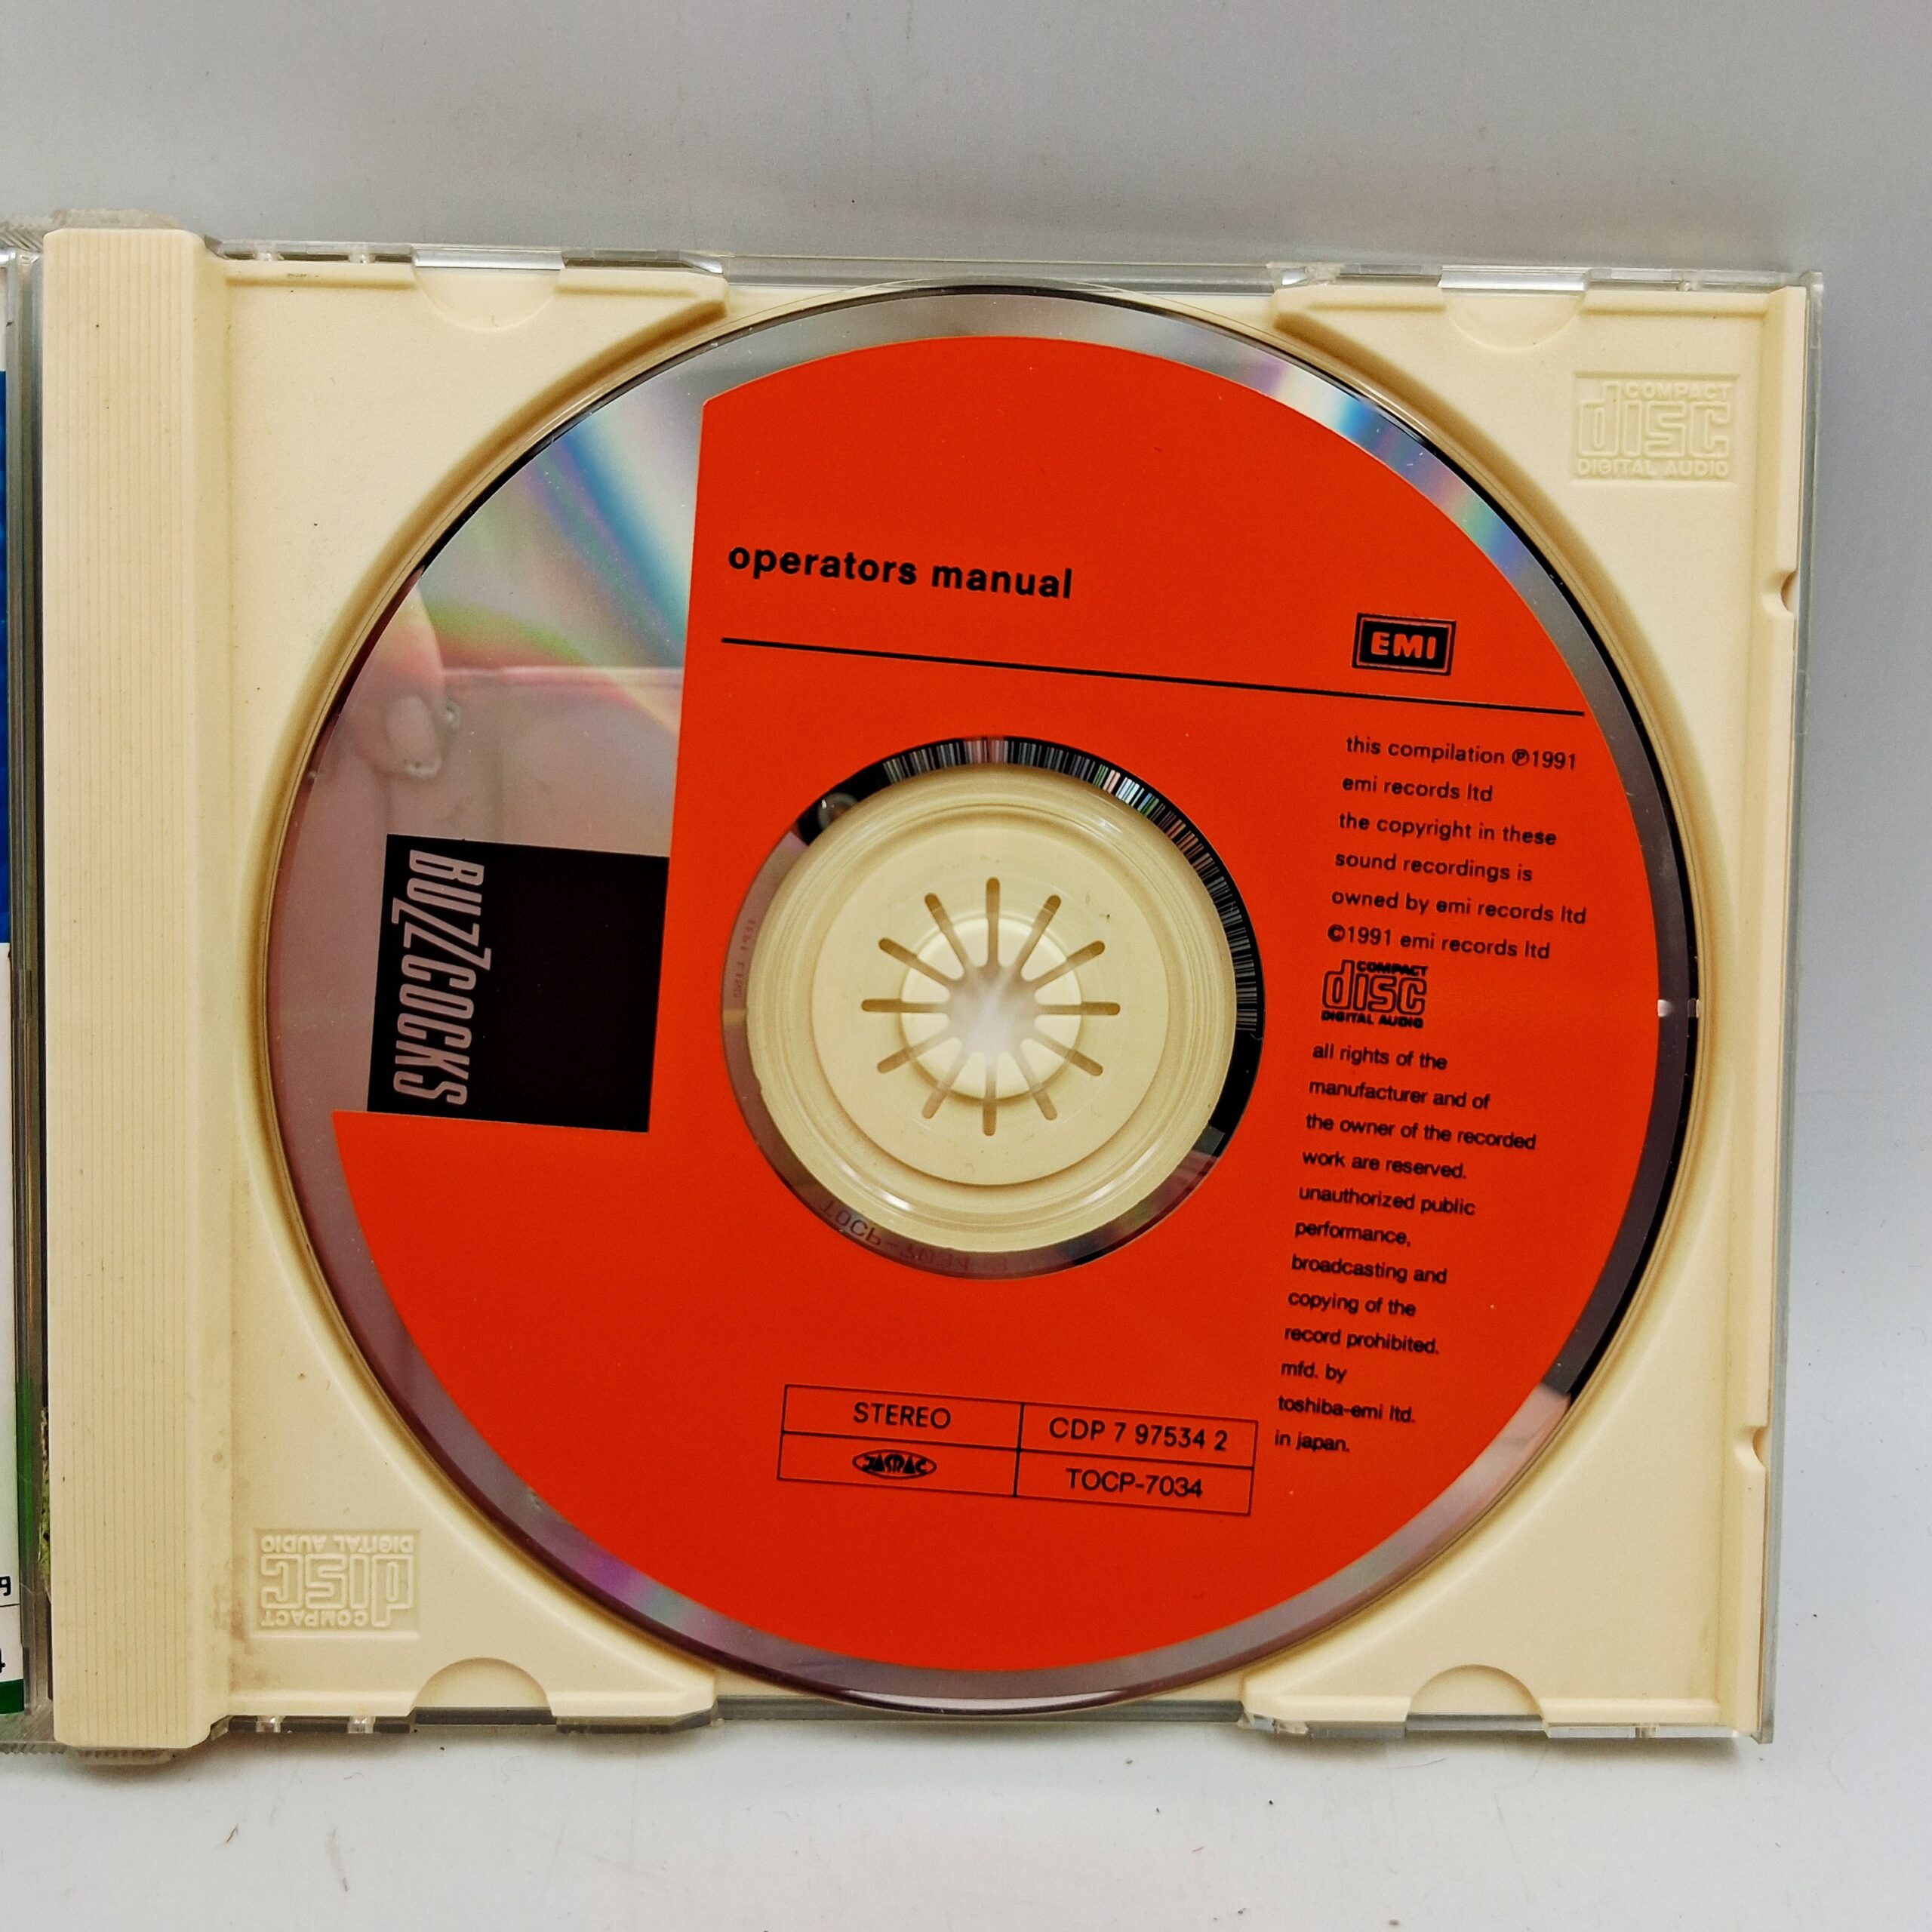 operators manual
EMI
COMPACT
disc
DIGITAL AUDIO
this compilation ℗1991
emi records ltd
the copyright in these
sound recordings is
owned by emi records ltd
©1991 emi records ltd
COMPACT
disc
DIGITAL AUDIO
all rights of the
manufacturer and of
the owner of the recorded
work are reserved.
unauthorized public
performance,
broadcasting and
copying of the
record prohibited.
mfd. by
toshiba-emi ltd.
in japan.
BUZZCOCKS
STEREO
CDP 7 97534 2
JASRAC
TOCP-7034
COMPACT
disc
DIGITAL AUDIO
9
4